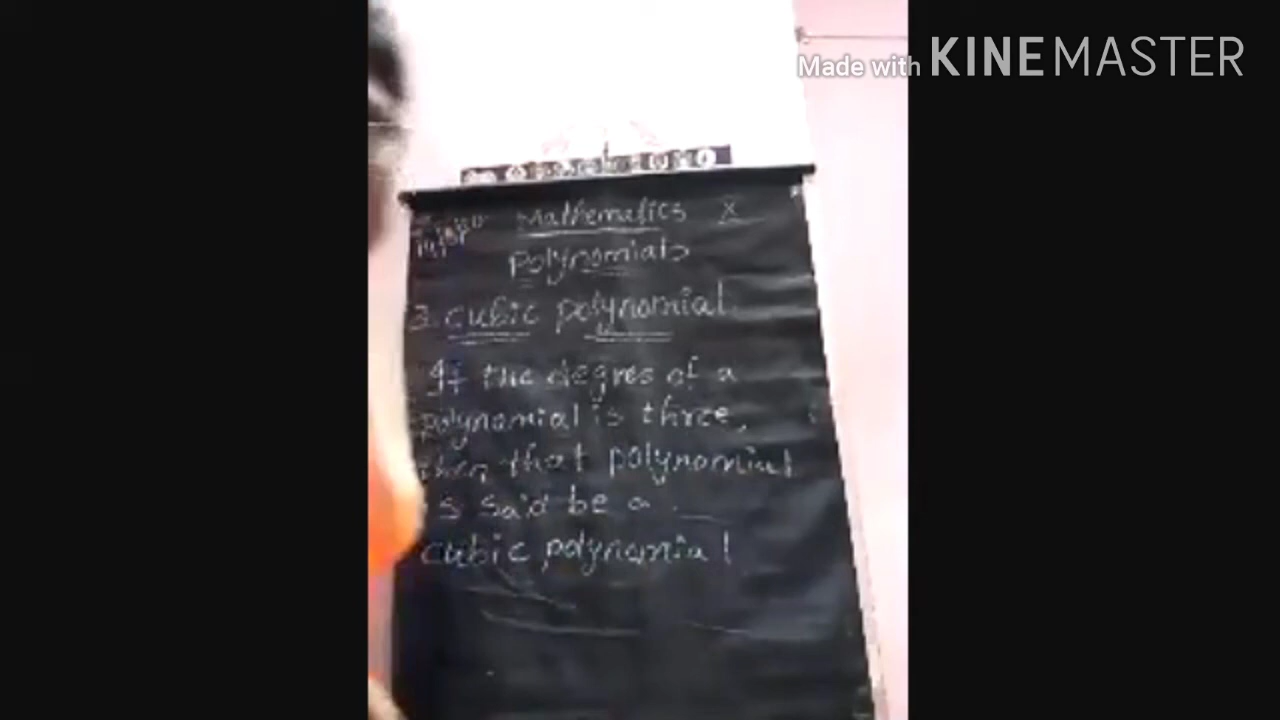 Made with KINEMASTER
Mathematics X
Polynomials
3. cubic polynomial
If the degree of a
polynomial is three,
then that polynomial
is said be a
cubic polynomial